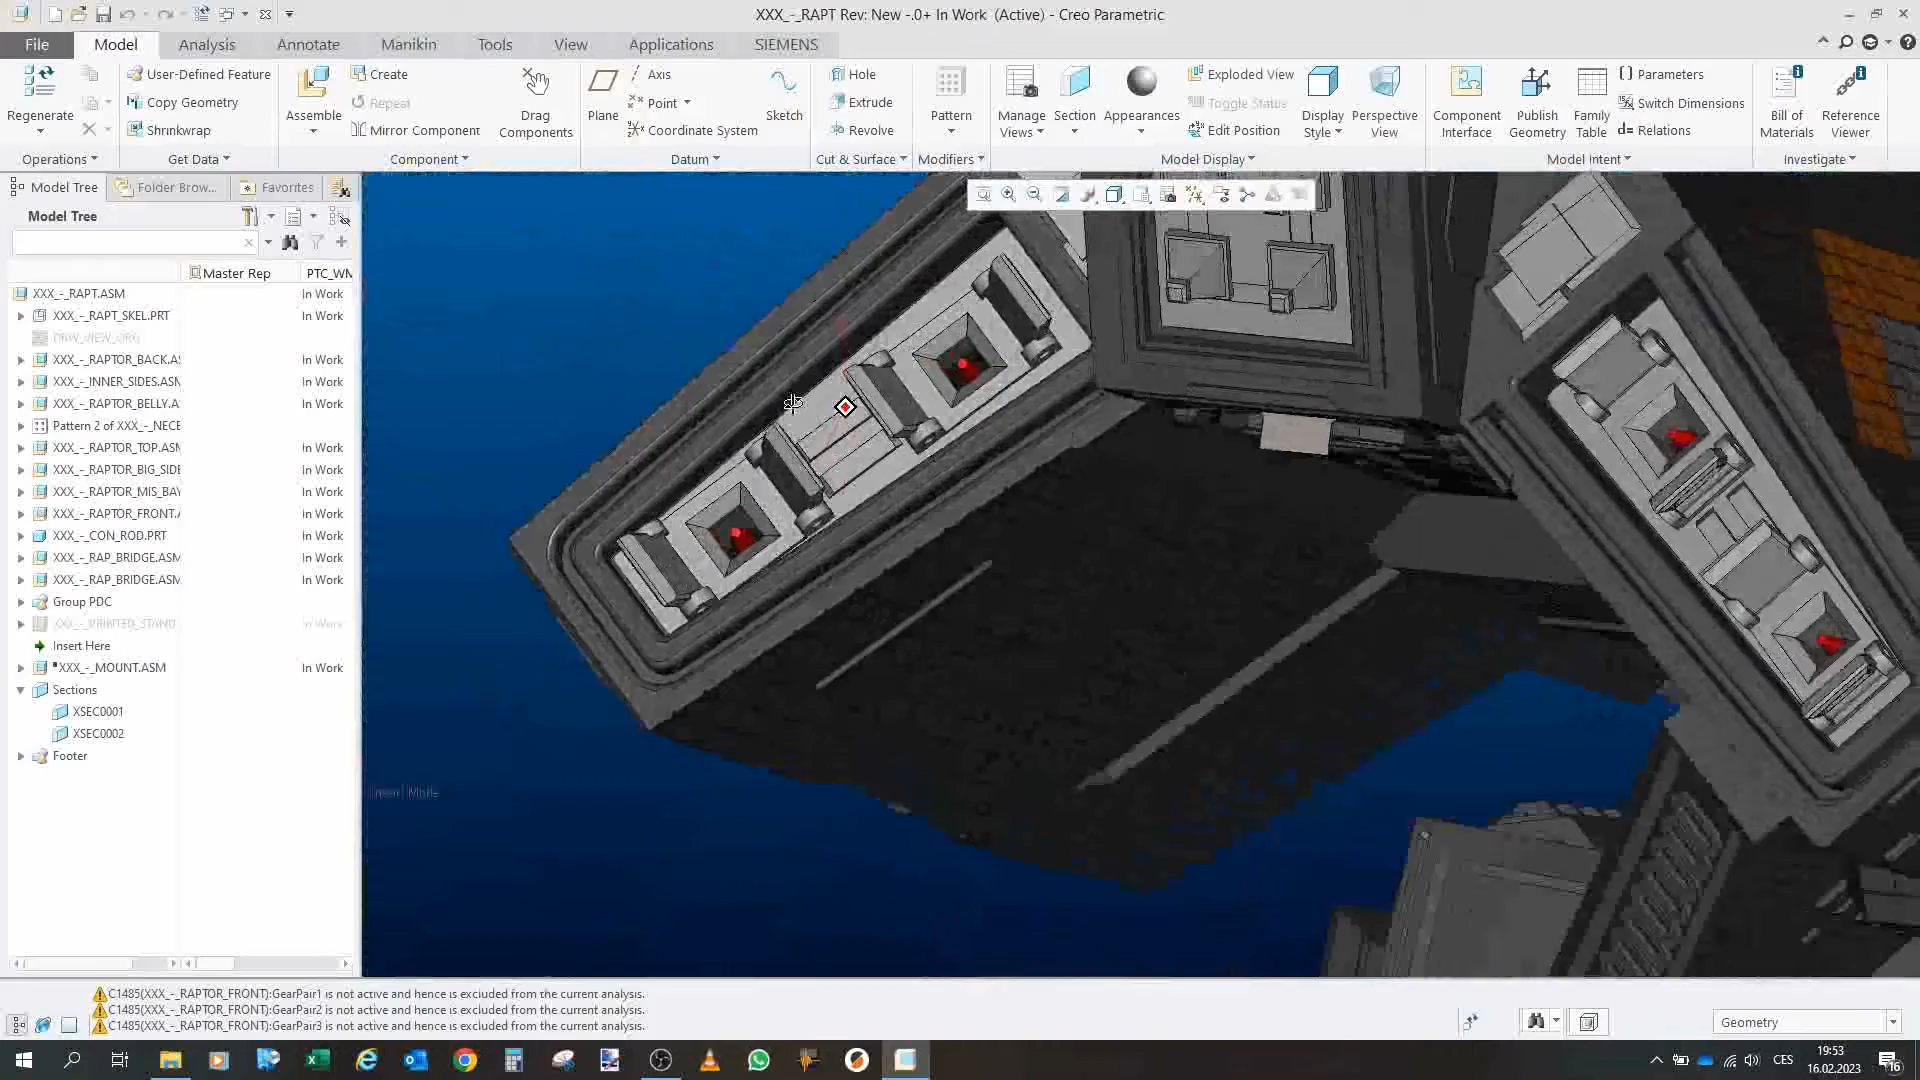 XXX_-_RAPT Rev: New -.0+ In Work (Active) - Creo Parametric
File Model Analysis Annotate Manikin Tools View Applications SIEMENS
Regenerate
Operations
User-Defined Feature
Copy Geometry
Shrinkwrap
Get Data
Assemble
Create
Repeat
Mirror Component
Drag
Components
Component
Plane
Axis
Point
Coordinate System
Sketch
Datum
Hole
Extrude
Revolve
Cut & Surface
Pattern
Modifiers
Manage
Views
Section
Appearances
Exploded View
Toggle Status
Edit Position
Display
Style
Perspective
View
Model Display
Component
Interface
Publish
Geometry
Family
Table
Parameters
Switch Dimensions
Relations
Model Intent
Bill of
Materials
Reference
Viewer
Investigate
Model Tree Folder Brow... Favorites
Model Tree
Master Rep PTC_WM
XXX_-_RAPT.ASM In Work
XXX_-_RAPT_SKEL.PRT In Work
DRW_VIEW_ORG
XXX_-_RAPTOR_BACK.AS In Work
XXX_-_INNER_SIDES.ASM In Work
XXX_-_RAPTOR_BELLY.A In Work
Pattern 2 of XXX_-_NECE In Work
XXX_-_RAPTOR_TOP.ASM In Work
XXX_-_RAPTOR_BIG_SIDE In Work
XXX_-_RAPTOR_MIS_BAY In Work
XXX_-_RAPTOR_FRONT.A In Work
XXX_-_CON_ROD.PRT In Work
XXX_-_RAP_BRIDGE.ASM In Work
XXX_-_RAP_BRIDGE.ASM In Work
Group PDC
XXX_-_PRINTED_STAND In Work
Insert Here
XXX_-_MOUNT.ASM In Work
Sections
XSEC0001
XSEC0002
Footer
Insert Mode
C1485(XXX_-_RAPTOR_FRONT):GearPair1 is not active and hence is excluded from the current analysis.
C1485(XXX_-_RAPTOR_FRONT):GearPair2 is not active and hence is excluded from the current analysis.
C1485(XXX_-_RAPTOR_FRONT):GearPair3 is not active and hence is excluded from the current analysis.
Geometry
CES
19:53
16.02.2023
16